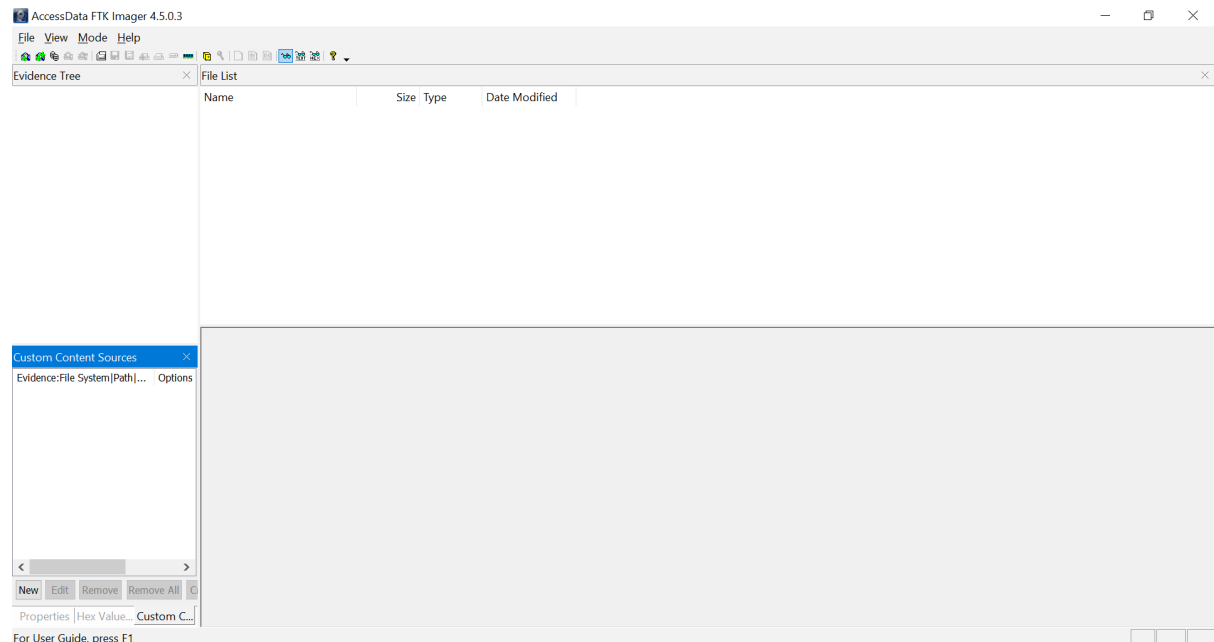 AccessData FTK Imager 4.5.0.3
File View Mode Help
Evidence Tree
File List
Name Size Type Date Modified
Custom Content Sources
Evidence:File System|Path|... Options
New Edit Remove Remove All C
Properties Hex Value... Custom C...
For User Guide, press F1